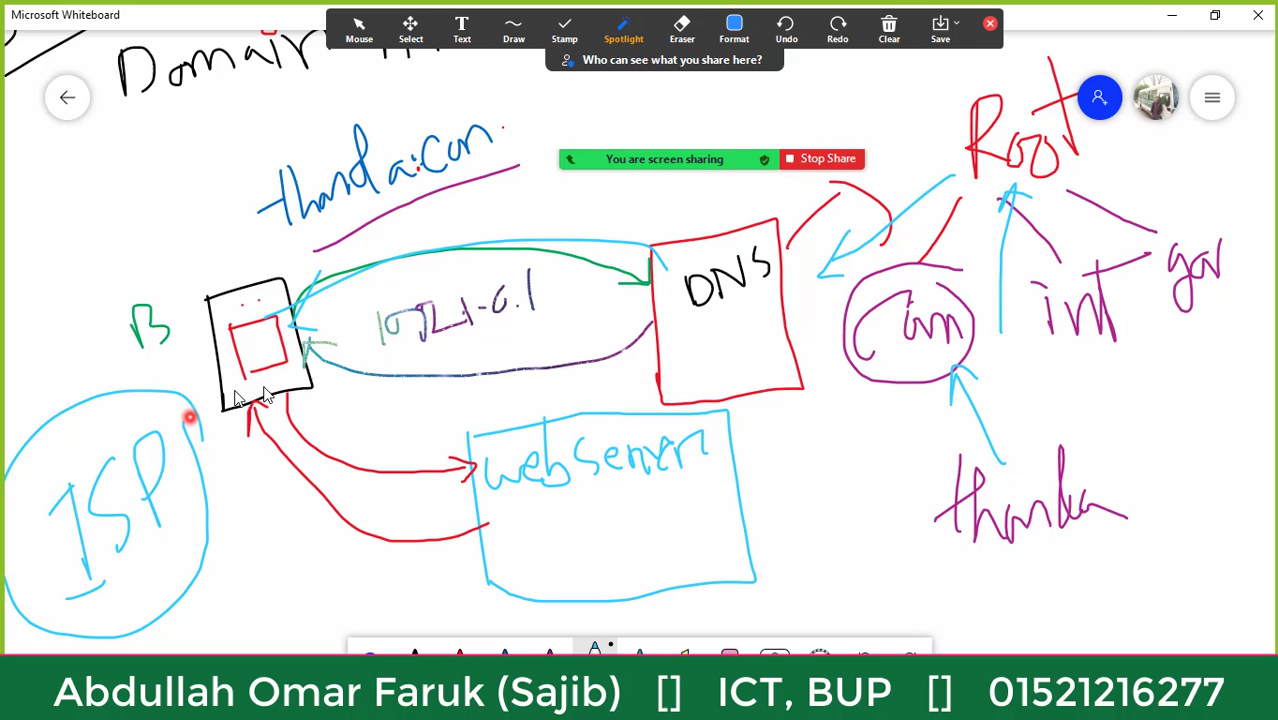 Microsoft Whiteboard
Mouse Select Text Draw Stamp Spotlight Eraser Format Undo Redo Clear Save
Who can see what you share here?
Domain
thanda.com
You are screen sharing Stop Share
Root
B
DNS
com int gov
ISP
web Server
thanda
Abdullah Omar Faruk (Sajib) [] ICT, BUP [] 01521216277